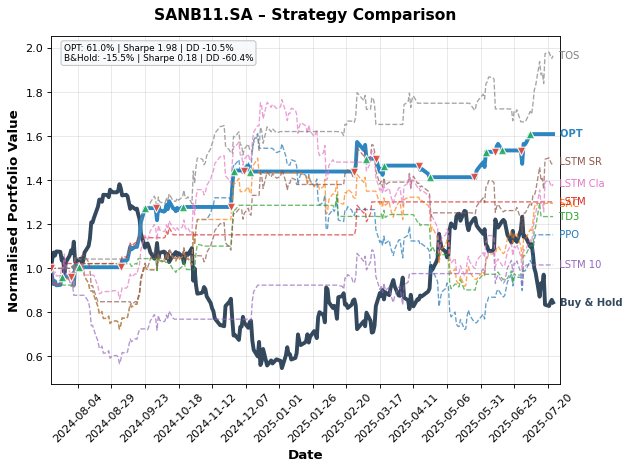 SANB11.SA – Strategy Comparison
OPT: 61.0% | Sharpe 1.98 | DD -10.5%
B&Hold: -15.5% | Sharpe 0.18 | DD -60.4%
Normalised Portfolio Value
2.0
1.8
1.6
1.4
1.2
1.0
0.8
0.6
TOS
OPT
LSTM SR
LSTM Cla
LSTM
TD3
PPO
LSTM 10
Buy & Hold
2024-08-04
2024-08-29
2024-09-23
2024-10-18
2024-11-12
2024-12-07
2025-01-01
2025-01-26
2025-02-20
2025-03-17
2025-04-11
2025-05-06
2025-05-31
2025-06-25
2025-07-20
Date